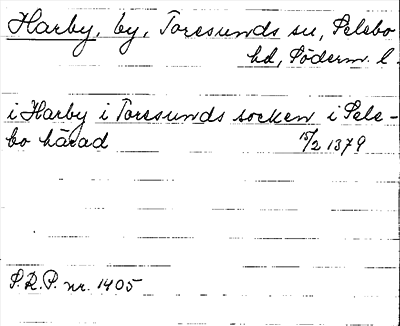 Harby, by, Toresunds sn, Selebo
hd, Söderm. l.
i Harby i Toresunds socken i Sele-
bo härad 15/2 1379
S.R.P. nr. 1405